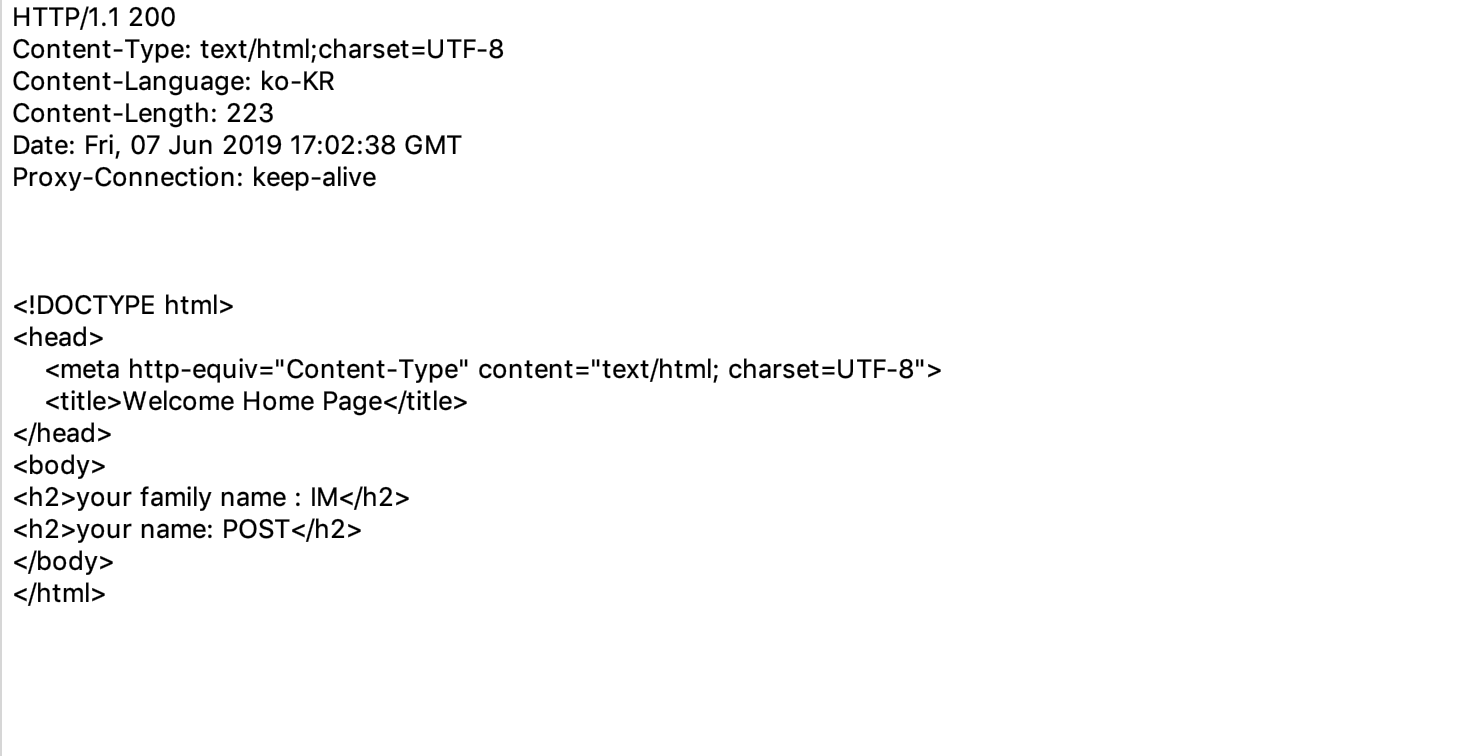 HTTP/1.1 200
Content-Type: text/html;charset=UTF-8
Content-Language: ko-KR
Content-Length: 223
Date: Fri, 07 Jun 2019 17:02:38 GMT
Proxy-Connection: keep-alive
<!DOCTYPE html>
<head>
    <meta http-equiv="Content-Type" content="text/html; charset=UTF-8">
    <title>Welcome Home Page</title>
</head>
<body>
<h2>your family name : IM</h2>
<h2>your name: POST</h2>
</body>
</html>